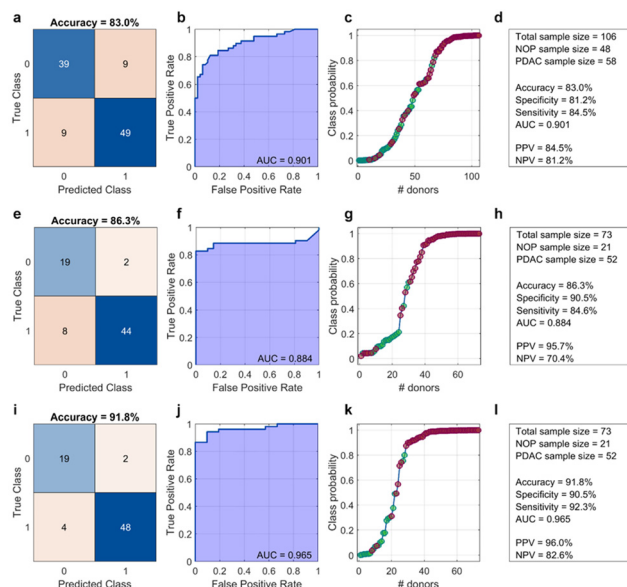 a
Accuracy = 83.0%
True Class
0
39
9
1
9
49
0
1
Predicted Class
b
True Positive Rate
1
0.8
0.6
0.4
0.2
0
AUC = 0.901
0 0.2 0.4 0.6 0.8 1
False Positive Rate
c
Class probability
1
0.8
0.6
0.4
0.2
0
0 50 100
# donors
d
Total sample size = 106
NOP sample size = 48
PDAC sample size = 58
Accuracy = 83.0%
Specificity = 81.2%
Sensitivity = 84.5%
AUC = 0.901
PPV = 84.5%
NPV = 81.2%
e
Accuracy = 86.3%
True Class
0
19
2
1
8
44
0
1
Predicted Class
f
True Positive Rate
1
0.8
0.6
0.4
0.2
0
AUC = 0.884
0 0.2 0.4 0.6 0.8 1
False Positive Rate
g
Class probability
1
0.8
0.6
0.4
0.2
0
0 20 40 60
# donors
h
Total sample size = 73
NOP sample size = 21
PDAC sample size = 52
Accuracy = 86.3%
Specificity = 90.5%
Sensitivity = 84.6%
AUC = 0.884
PPV = 95.7%
NPV = 70.4%
i
Accuracy = 91.8%
True Class
0
19
2
1
4
48
0
1
Predicted Class
j
True Positive Rate
1
0.8
0.6
0.4
0.2
0
AUC = 0.965
0 0.2 0.4 0.6 0.8 1
False Positive Rate
k
Class probability
1
0.8
0.6
0.4
0.2
0
0 20 40 60
# donors
l
Total sample size = 73
NOP sample size = 21
PDAC sample size = 52
Accuracy = 91.8%
Specificity = 90.5%
Sensitivity = 92.3%
AUC = 0.965
PPV = 96.0%
NPV = 82.6%